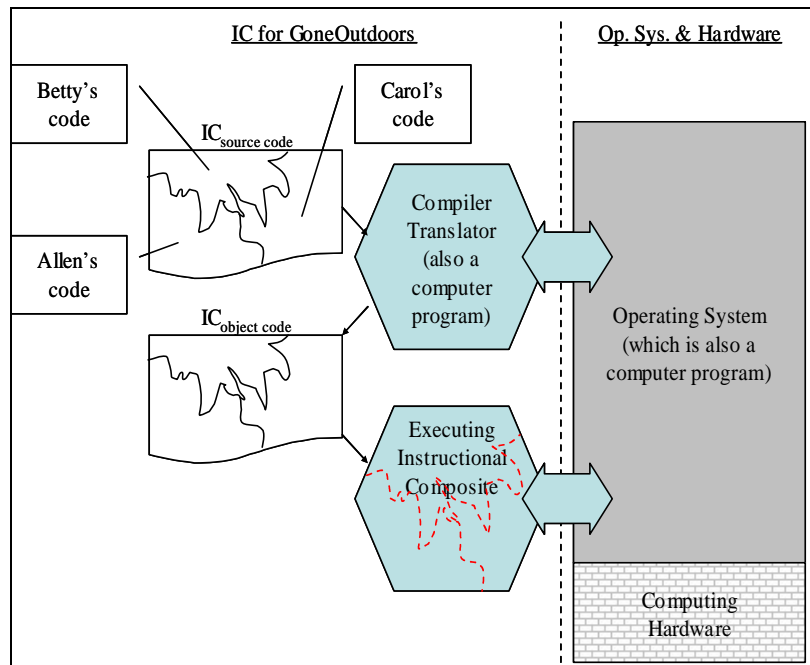 IC for GoneOutdoors
Op. Sys. & Hardware
Betty's
code
Carol's
code
IC source code
Allen's
code
Compiler
Translator
(also a
computer
program)
IC object code
Executing
Instructional
Composite
Operating System
(which is also a
computer program)
Computing
Hardware